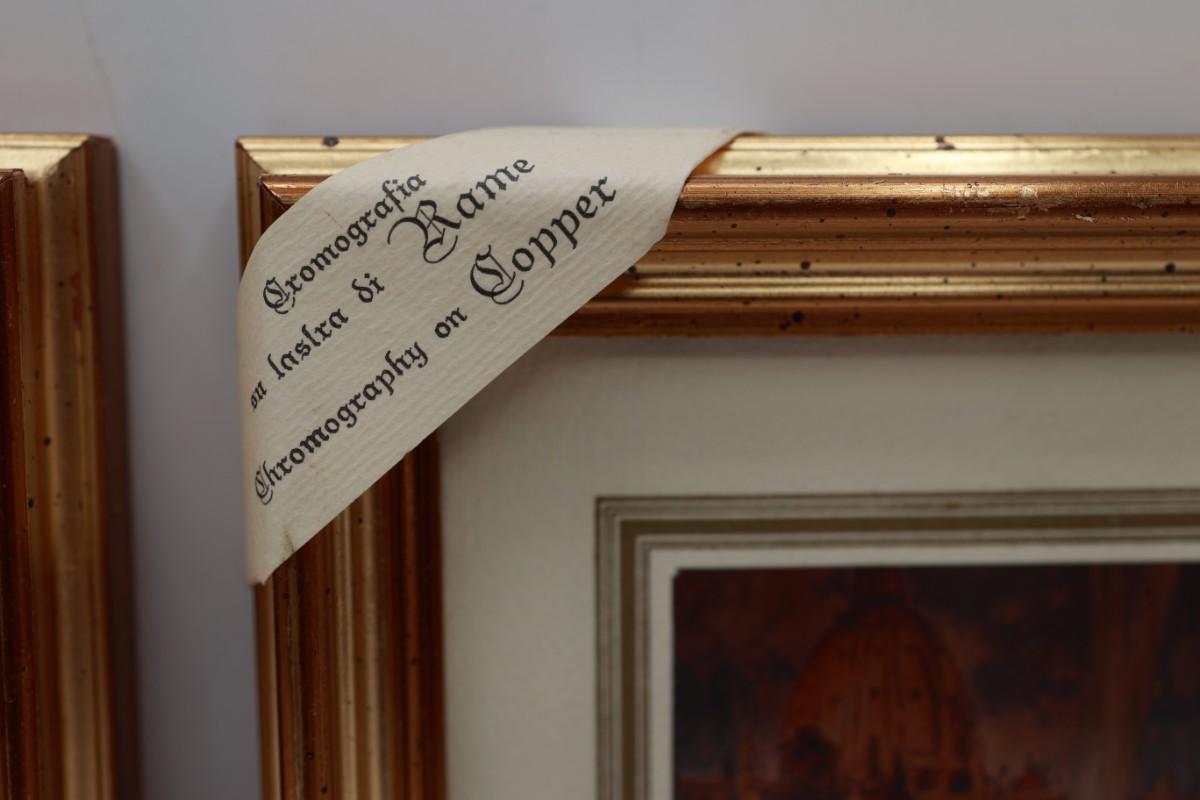 Cromografia
su lastra di Rame
Chromography on Copper